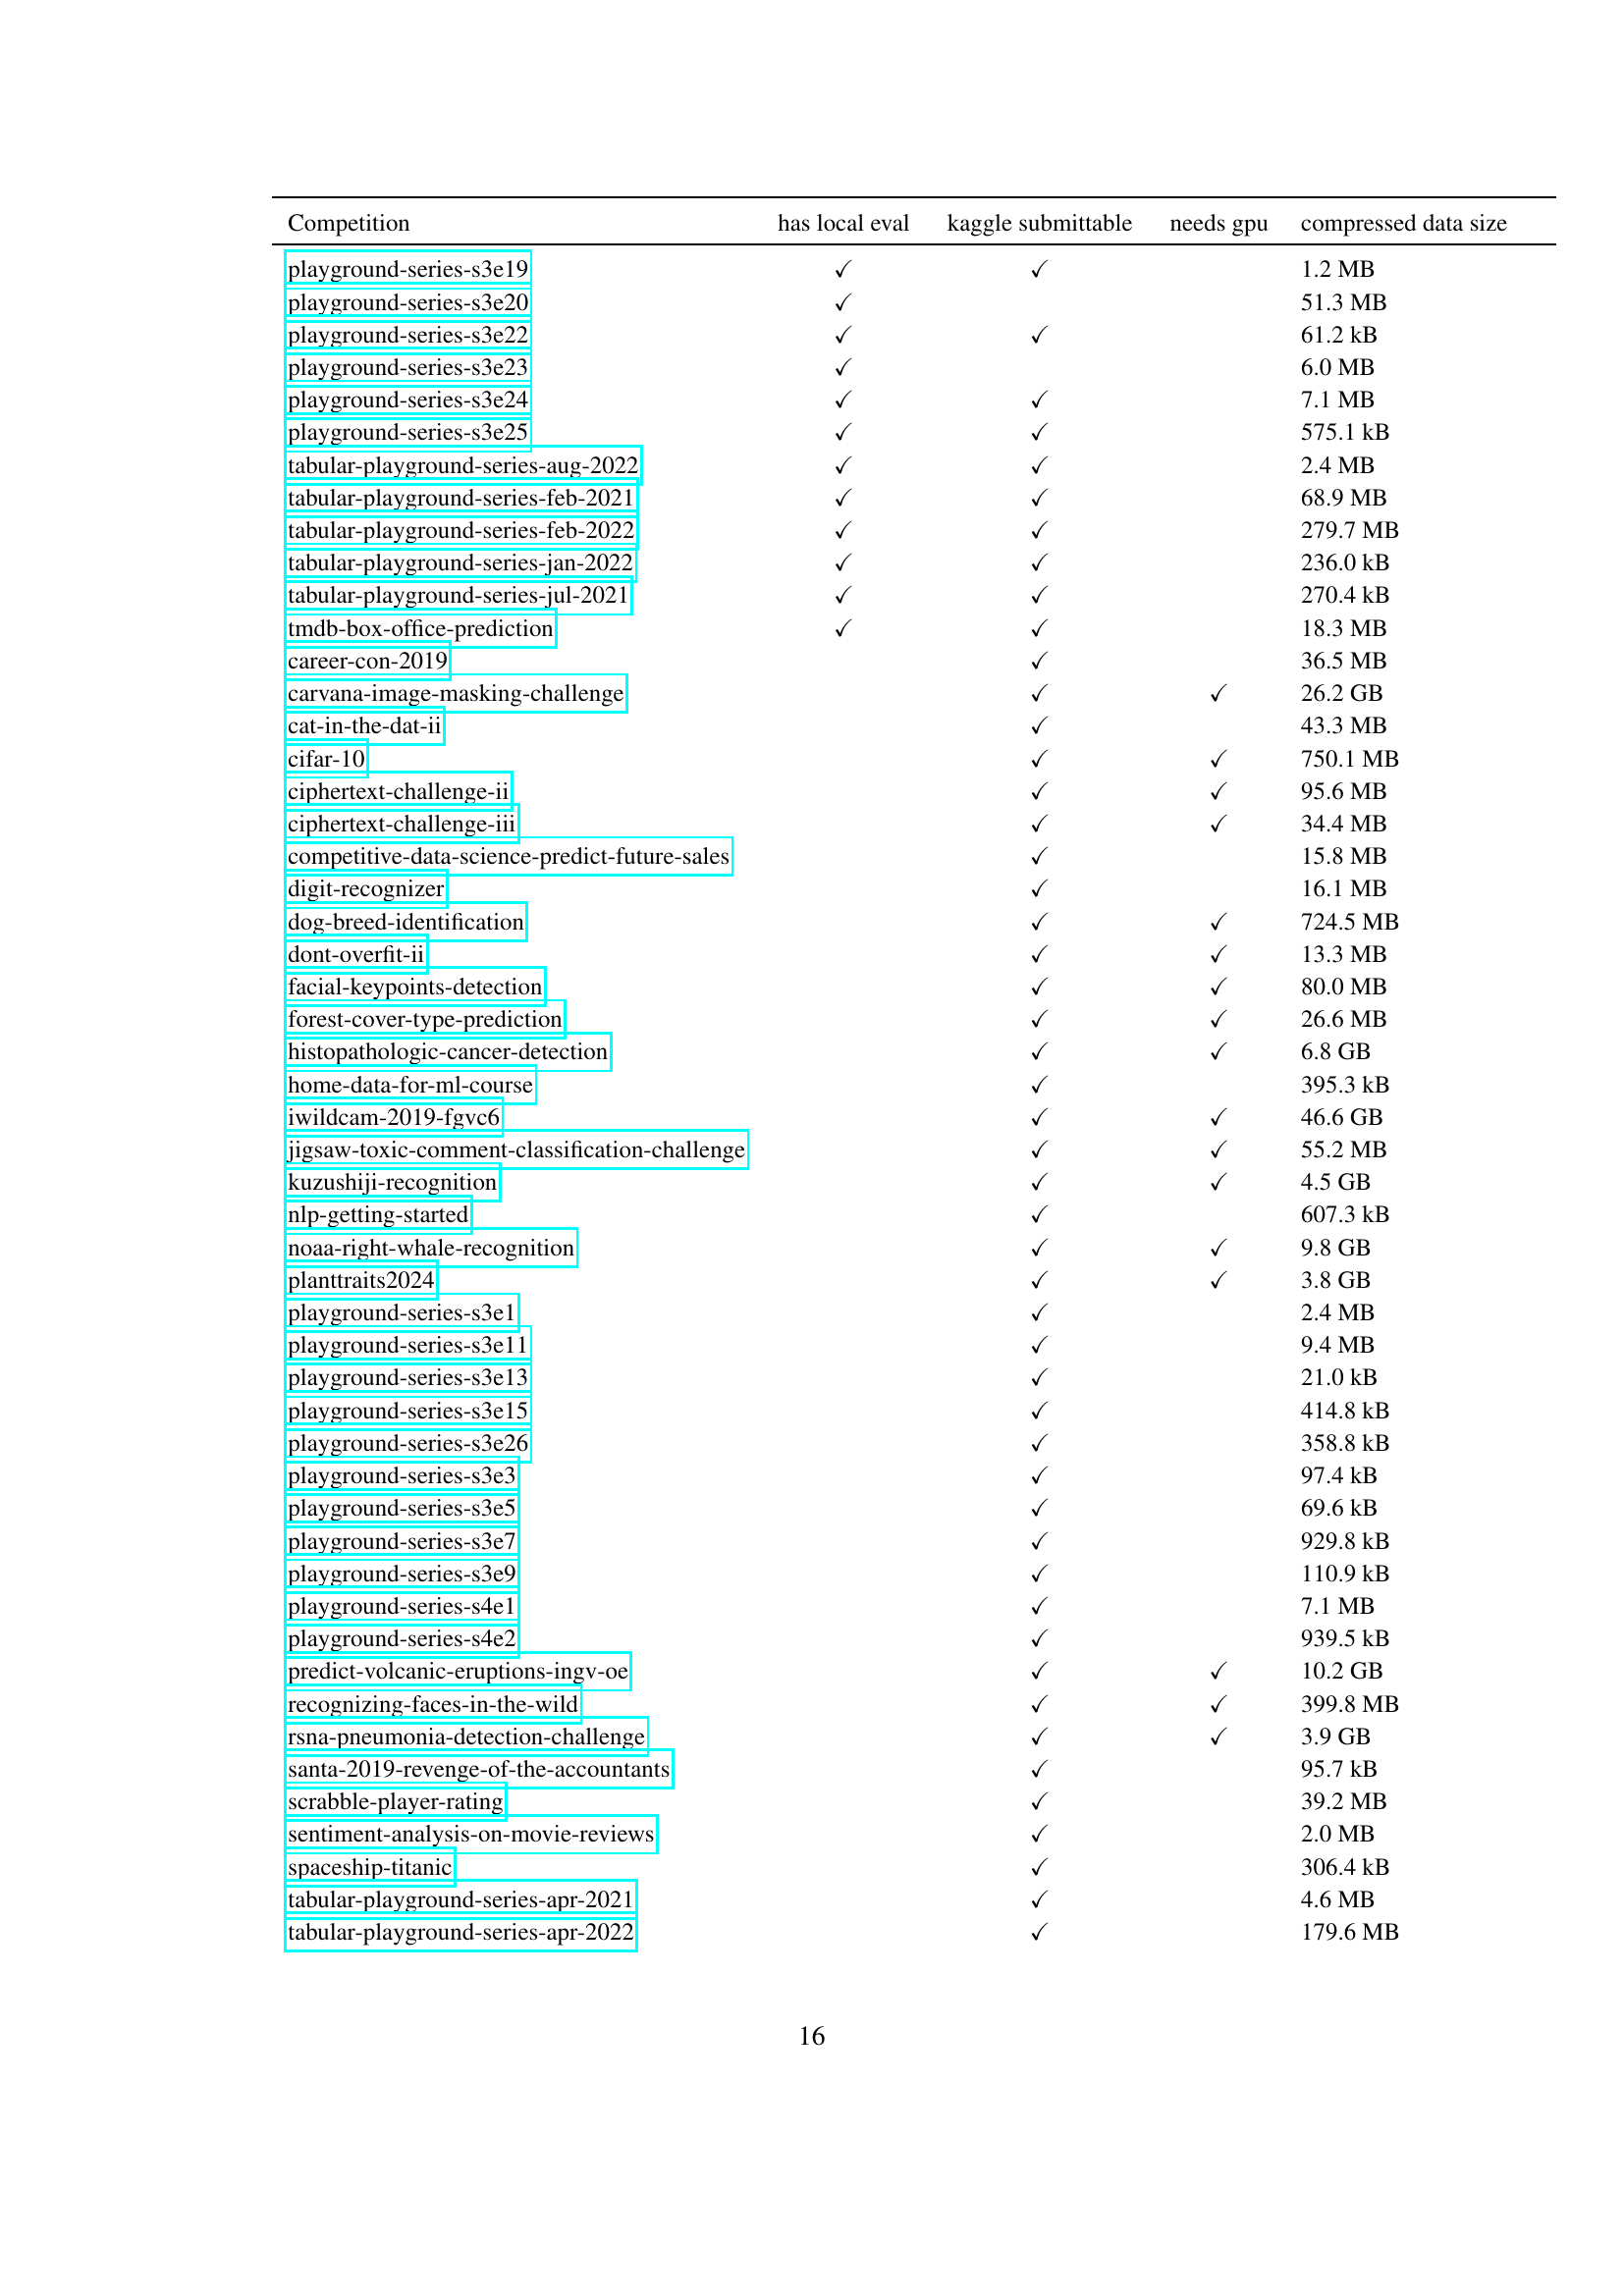 Competition has local eval kaggle submittable needs gpu compressed data size
playground-series-s3e19 ✓ ✓ 1.2 MB
playground-series-s3e20 ✓ 51.3 MB
playground-series-s3e22 ✓ ✓ 61.2 kB
playground-series-s3e23 ✓ 6.0 MB
playground-series-s3e24 ✓ ✓ 7.1 MB
playground-series-s3e25 ✓ ✓ 575.1 kB
tabular-playground-series-aug-2022 ✓ ✓ 2.4 MB
tabular-playground-series-feb-2021 ✓ ✓ 68.9 MB
tabular-playground-series-feb-2022 ✓ ✓ 279.7 MB
tabular-playground-series-jan-2022 ✓ ✓ 236.0 kB
tabular-playground-series-jul-2021 ✓ ✓ 270.4 kB
tmdb-box-office-prediction ✓ ✓ 18.3 MB
career-con-2019 ✓ 36.5 MB
carvana-image-masking-challenge ✓ ✓ 26.2 GB
cat-in-the-dat-ii ✓ 43.3 MB
cifar-10 ✓ ✓ 750.1 MB
ciphertext-challenge-ii ✓ ✓ 95.6 MB
ciphertext-challenge-iii ✓ ✓ 34.4 MB
competitive-data-science-predict-future-sales ✓ 15.8 MB
digit-recognizer ✓ 16.1 MB
dog-breed-identification ✓ ✓ 724.5 MB
dont-overfit-ii ✓ ✓ 13.3 MB
facial-keypoints-detection ✓ ✓ 80.0 MB
forest-cover-type-prediction ✓ ✓ 26.6 MB
histopathologic-cancer-detection ✓ ✓ 6.8 GB
home-data-for-ml-course ✓ 395.3 kB
iwildcam-2019-fgvc6 ✓ ✓ 46.6 GB
jigsaw-toxic-comment-classification-challenge ✓ ✓ 55.2 MB
kuzushiji-recognition ✓ ✓ 4.5 GB
nlp-getting-started ✓ 607.3 kB
noaa-right-whale-recognition ✓ ✓ 9.8 GB
planttraits2024 ✓ ✓ 3.8 GB
playground-series-s3e1 ✓ 2.4 MB
playground-series-s3e11 ✓ 9.4 MB
playground-series-s3e13 ✓ 21.0 kB
playground-series-s3e15 ✓ 414.8 kB
playground-series-s3e26 ✓ 358.8 kB
playground-series-s3e3 ✓ 97.4 kB
playground-series-s3e5 ✓ 69.6 kB
playground-series-s3e7 ✓ 929.8 kB
playground-series-s3e9 ✓ 110.9 kB
playground-series-s4e1 ✓ 7.1 MB
playground-series-s4e2 ✓ 939.5 kB
predict-volcanic-eruptions-ingv-oe ✓ ✓ 10.2 GB
recognizing-faces-in-the-wild ✓ ✓ 399.8 MB
rsna-pneumonia-detection-challenge ✓ ✓ 3.9 GB
santa-2019-revenge-of-the-accountants ✓ 95.7 kB
scrabble-player-rating ✓ 39.2 MB
sentiment-analysis-on-movie-reviews ✓ 2.0 MB
spaceship-titanic ✓ 306.4 kB
tabular-playground-series-apr-2021 ✓ 4.6 MB
tabular-playground-series-apr-2022 ✓ 179.6 MB
16